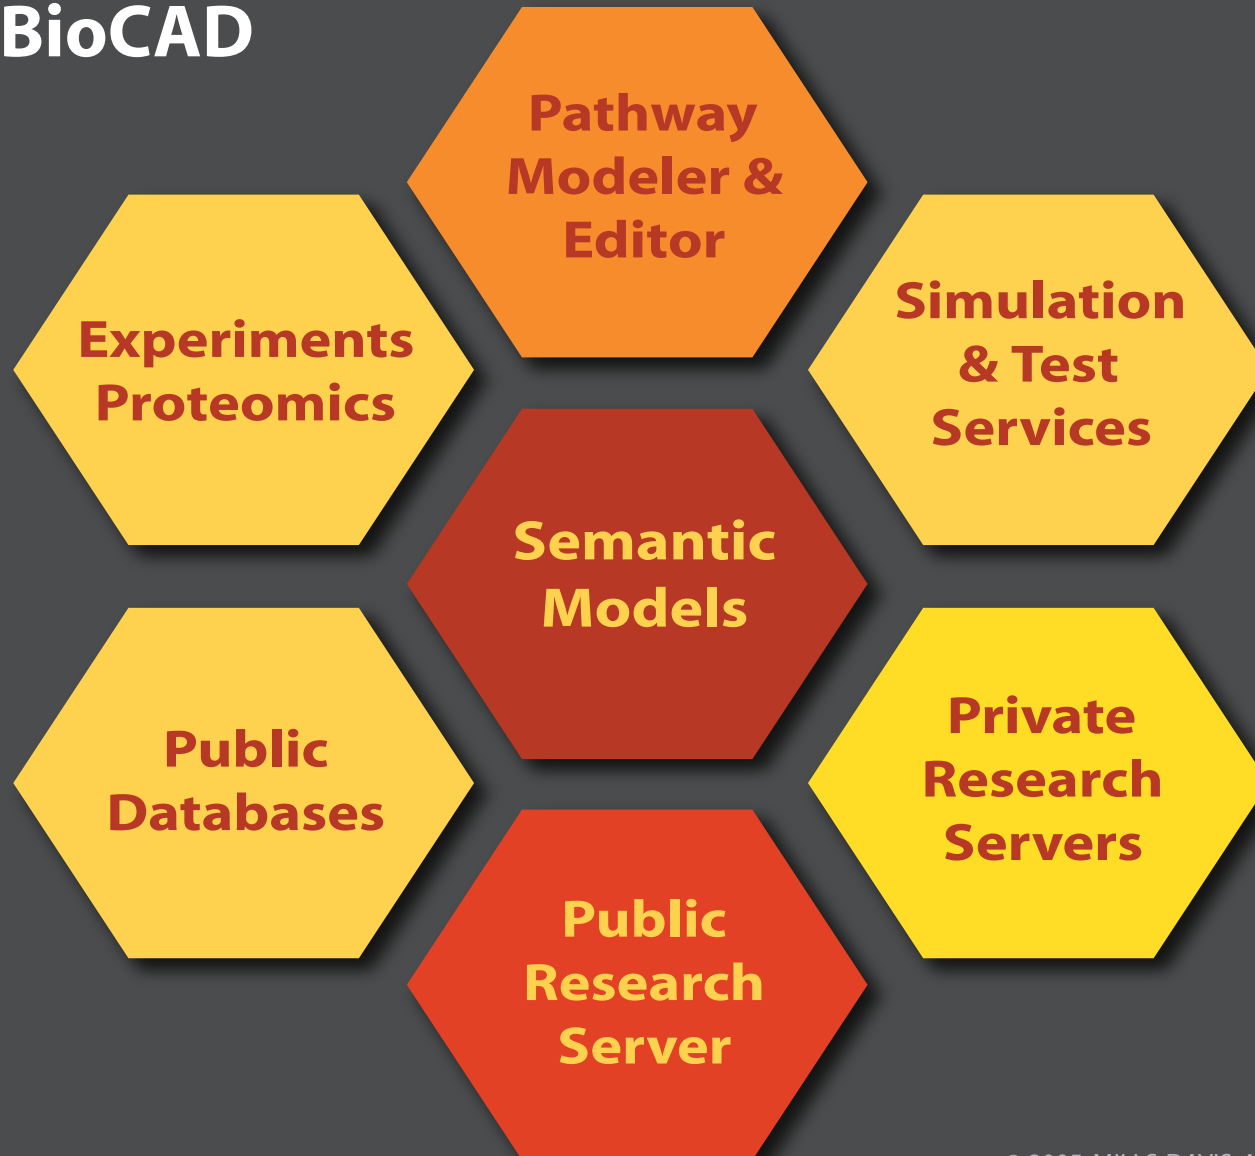 BioCAD
Pathway
Modeler &
Editor
Experiments
Proteomics
Simulation
& Test
Services
Semantic
Models
Public
Databases
Private
Research
Servers
Public
Research
Server